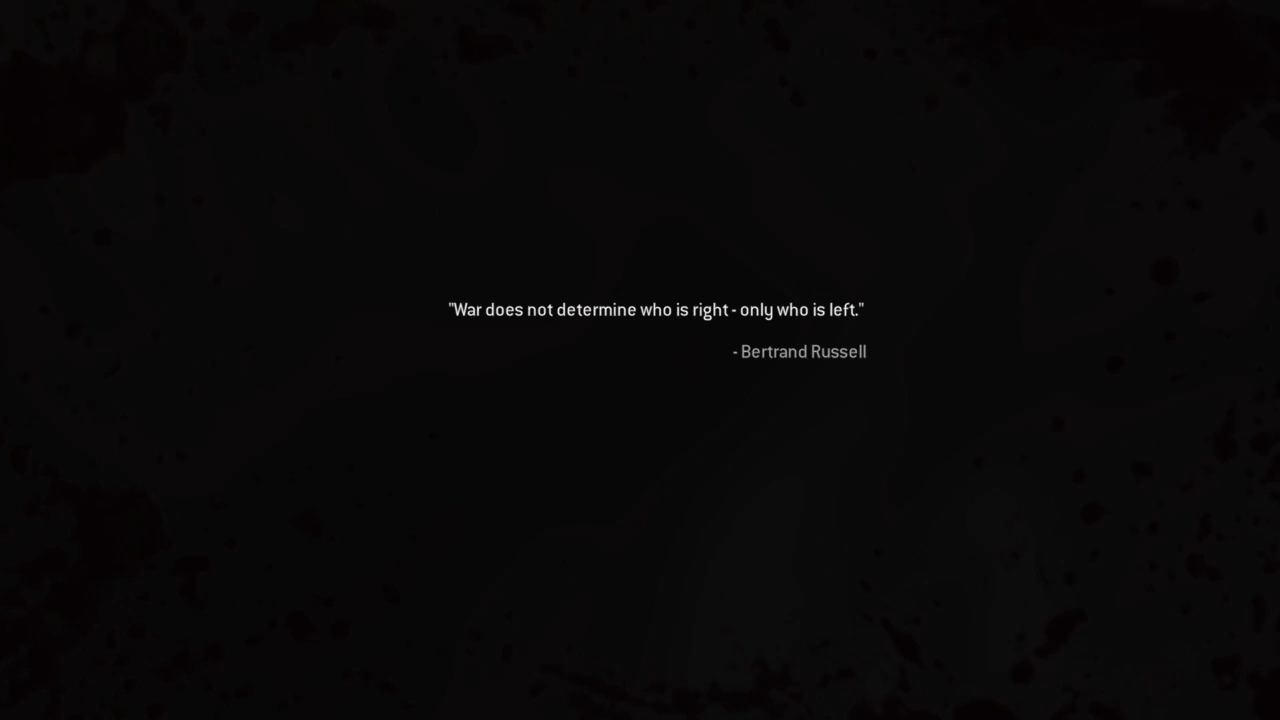 "War does not determine who is right - only who is left."
- Bertrand Russell